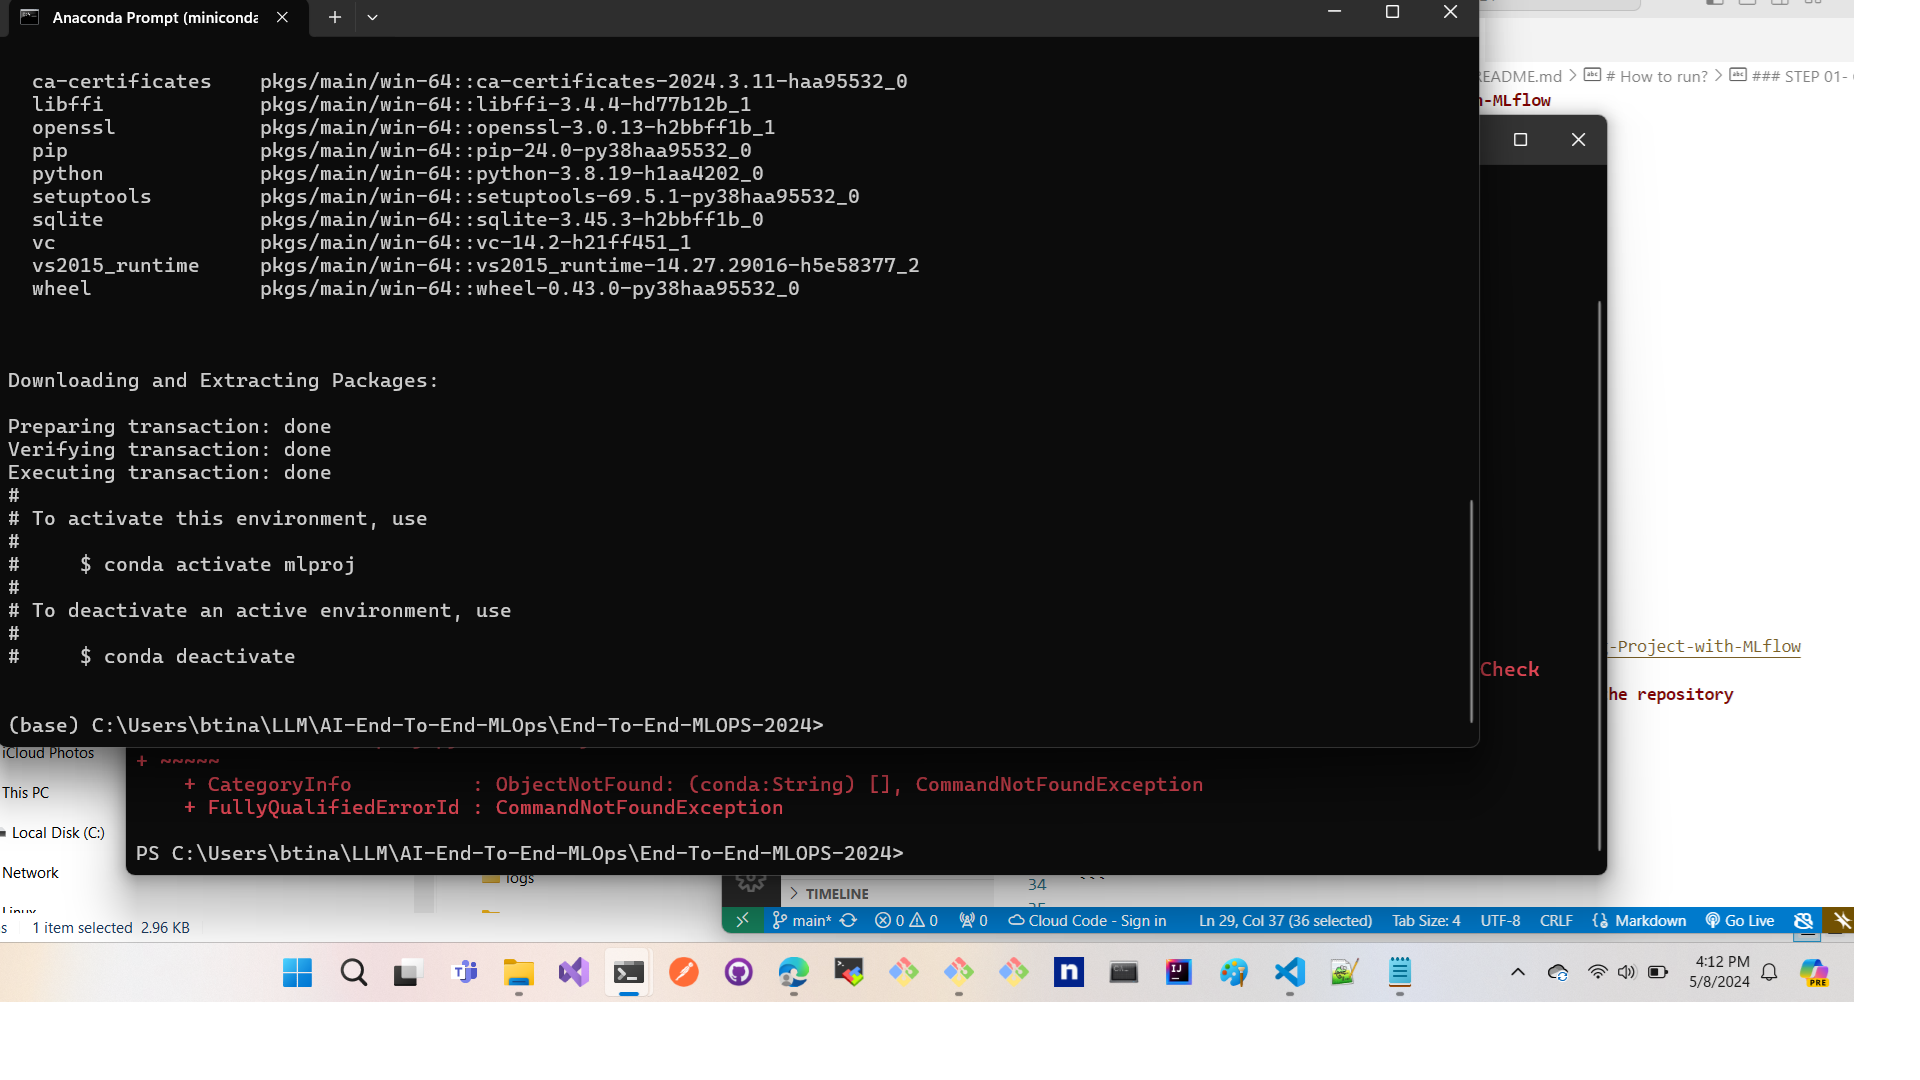 Anaconda Prompt (miniconda
ca-certificates pkgs/main/win-64::ca-certificates-2024.3.11-haa95532_0
libffi pkgs/main/win-64::libffi-3.4.4-hd77b12b_1
openssl pkgs/main/win-64::openssl-3.0.13-h2bbff1b_1
pip pkgs/main/win-64::pip-24.0-py38haa95532_0
python pkgs/main/win-64::python-3.8.19-h1aa4202_0
setuptools pkgs/main/win-64::setuptools-69.5.1-py38haa95532_0
sqlite pkgs/main/win-64::sqlite-3.45.3-h2bbff1b_0
vc pkgs/main/win-64::vc-14.2-h21ff451_1
vs2015_runtime pkgs/main/win-64::vs2015_runtime-14.27.29016-h5e58377_2
wheel pkgs/main/win-64::wheel-0.43.0-py38haa95532_0
Downloading and Extracting Packages:
Preparing transaction: done
Verifying transaction: done
Executing transaction: done
#
# To activate this environment, use
#
# $ conda activate mlproj
#
# To deactivate an active environment, use
#
# $ conda deactivate
(base) C:\Users\btina\LLM\AI-End-To-End-MLOps\End-To-End-MLOPS-2024>
README.md > # How to run? > ### STEP 01-
-MLflow
-Project-with-MLflow
Check
he repository
+ ~~~~~
+ CategoryInfo : ObjectNotFound: (conda:String) [], CommandNotFoundException
+ FullyQualifiedErrorId : CommandNotFoundException
PS C:\Users\btina\LLM\AI-End-To-End-MLOps\End-To-End-MLOPS-2024>
iCloud Photos
This PC
Local Disk (C:)
Network
Linux
s 1 item selected 2.96 KB
logs
TIMELINE
34 ```
35
main* 0 0 0 Cloud Code - Sign in Ln 29, Col 37 (36 selected) Tab Size: 4 UTF-8 CRLF Markdown Go Live
4:12 PM
5/8/2024
PRE